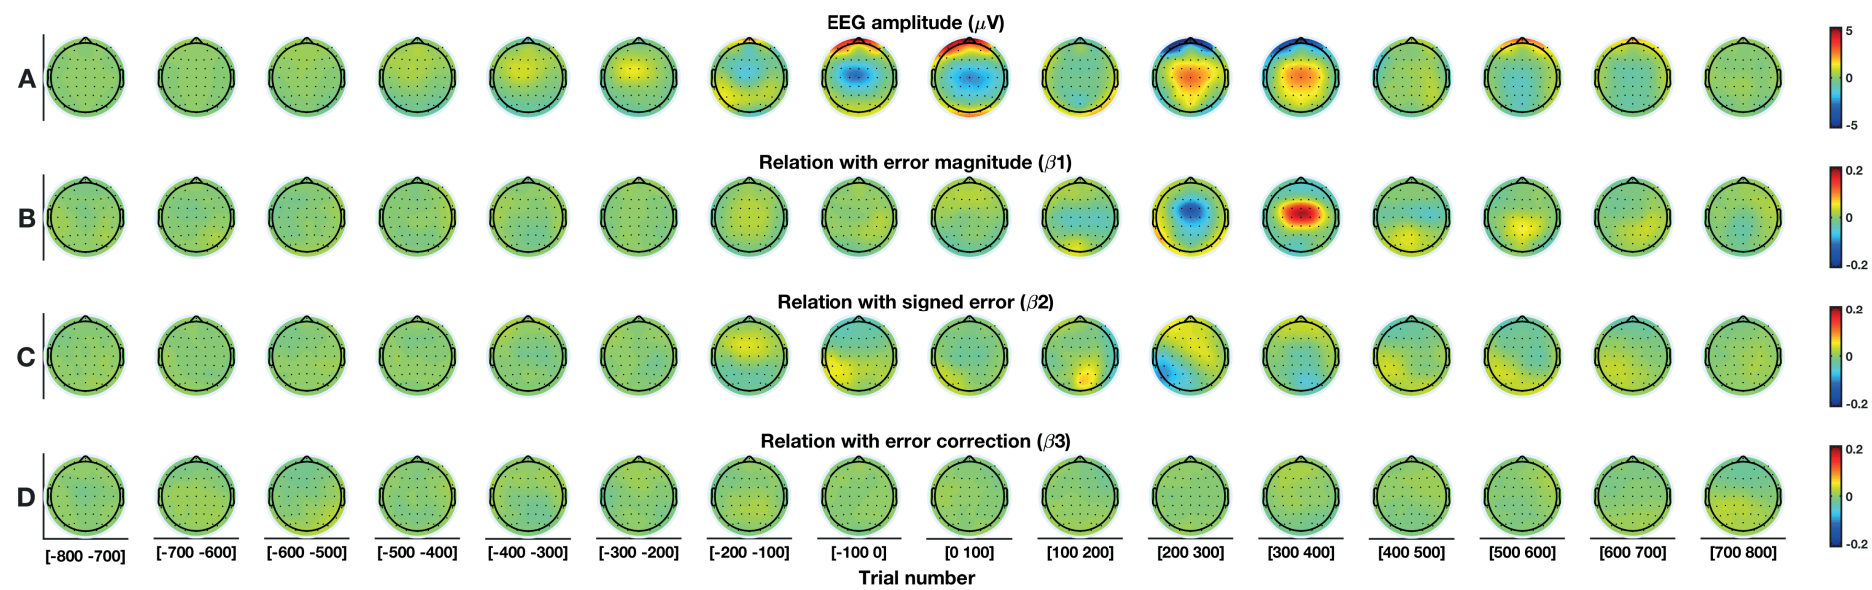 EEG amplitude (μV)
A
5
0
-5
Relation with error magnitude (β1)
B
0.2
0
-0.2
Relation with signed error (β2)
C
0.2
0
-0.2
Relation with error correction (β3)
D
0.2
0
-0.2
[-800 -700] [-700 -600] [-600 -500] [-500 -400] [-400 -300] [-300 -200] [-200 -100] [-100 0] [0 100] [100 200] [200 300] [300 400] [400 500] [500 600] [600 700] [700 800]
Trial number